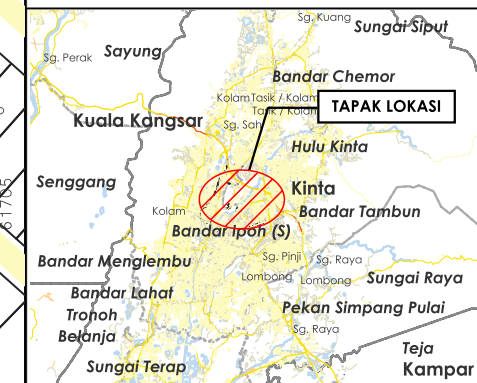 Sg. Kuang
Sungai Siput
Sayung
Sg. Perak
Bandar Chemor
Kolam
Tasik / Kolam
TAPAK LOKASI
Kuala Kangsar
Sg. Sah
Hulu Kinta
Senggang
Kinta
Kolam
Bandar Tambun
Bandar Ipoh (S)
Bandar Menglembu
Sg. Pinji
Sg. Raya
Lombong
Lombong
Sungai Raya
Bandar Lahat
Tronoh
Pekan Simpang Pulai
Belanja
Sg. Raya
Teja
Sungai Terap
Kampar